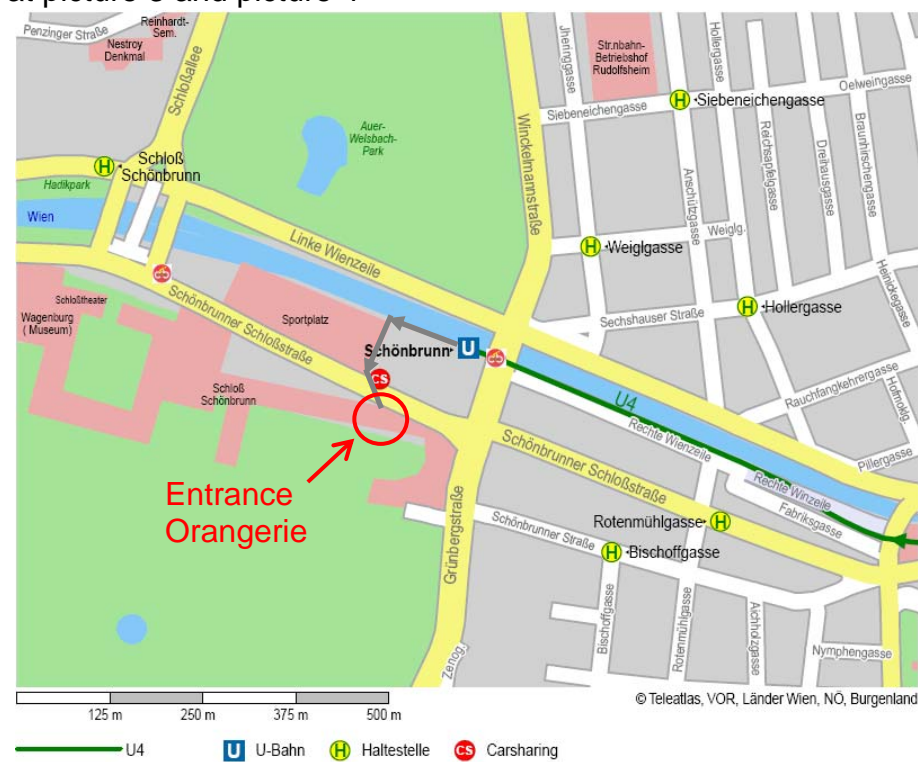 at picture 3 and picture 4
Penzinger Straße
Reinhardt-
Sem.
Nestroy
Denkmal
Schloßallee
Auer-
Welsbach-
Park
Winckelmannstraße
Jheringgasse
Str.nbahn-
Betriebshof
Rudolfsheim
Hollergasse
Oelweingasse
H Siebeneichengasse
Siebeneichengasse
Reichsapfelgasse
Dreihausgasse
Braunhirschengasse
Anschützgasse
H Schloß
Schönbrunn
Hadikpark
Wien
Linke Wienzeile
H Weiglgasse
Weiglg.
Heinickegasse
Schloßtheater
Wagenburg
( Museum)
Schönbrunner Schloßstraße
Sportplatz
Sechshauser Straße
H Hollergasse
Schönbrunn U
CS
Schloß
Schönbrunn
U4
Rauchfangkehrergasse
Hofmoklg.
Rechte Wienzeile
Schönbrunner Schloßstraße
Pillergasse
Rechte Winzeile
Fabriksgasse
Entrance
Orangerie
Grünbergstraße
Schönbrunner Straße
Rotenmühlgasse H
H Bischoffgasse
Bischoffgasse
Rotenmühlgasse
Aichholzgasse
Nymphengasse
Zenog.
© Teleatlas, VOR, Länder Wien, NÖ, Burgenland
125 m 250 m 375 m 500 m
U4 U U-Bahn H Haltestelle CS Carsharing